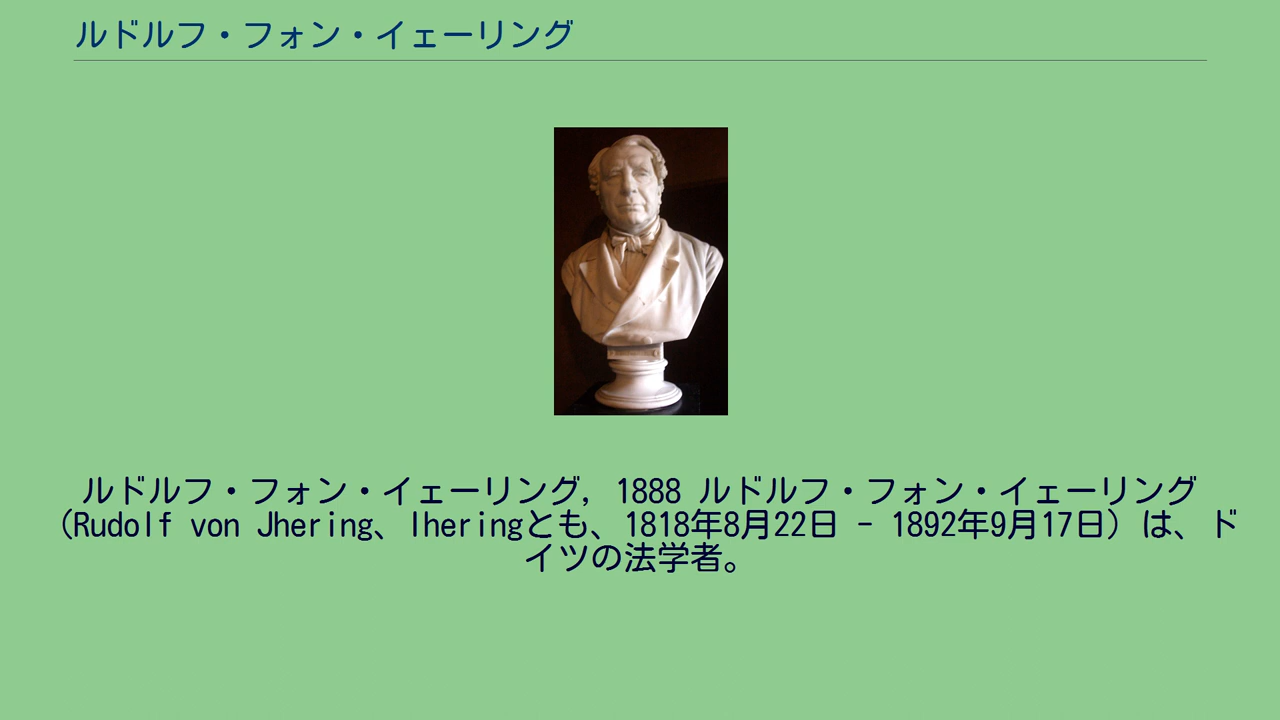 ルドルフ・フォン・イェーリング
ルドルフ・フォン・イェーリング, 1888 ルドルフ・フォン・イェーリング
(Rudolf von Jhering、Iheringとも、1818年8月22日 - 1892年9月17日) は、ド
イツの法学者。